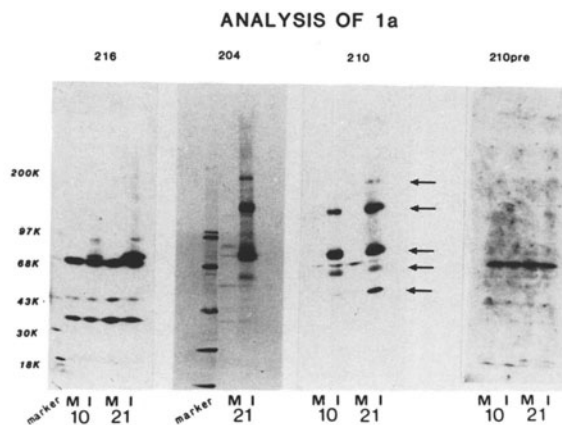 ANALYSIS OF 1a
216 204 210 210pre
200K
97K
68K
43K
30K
18K
marker M I M I marker M I M I M I M I M I
10 21 21 10 21 10 21